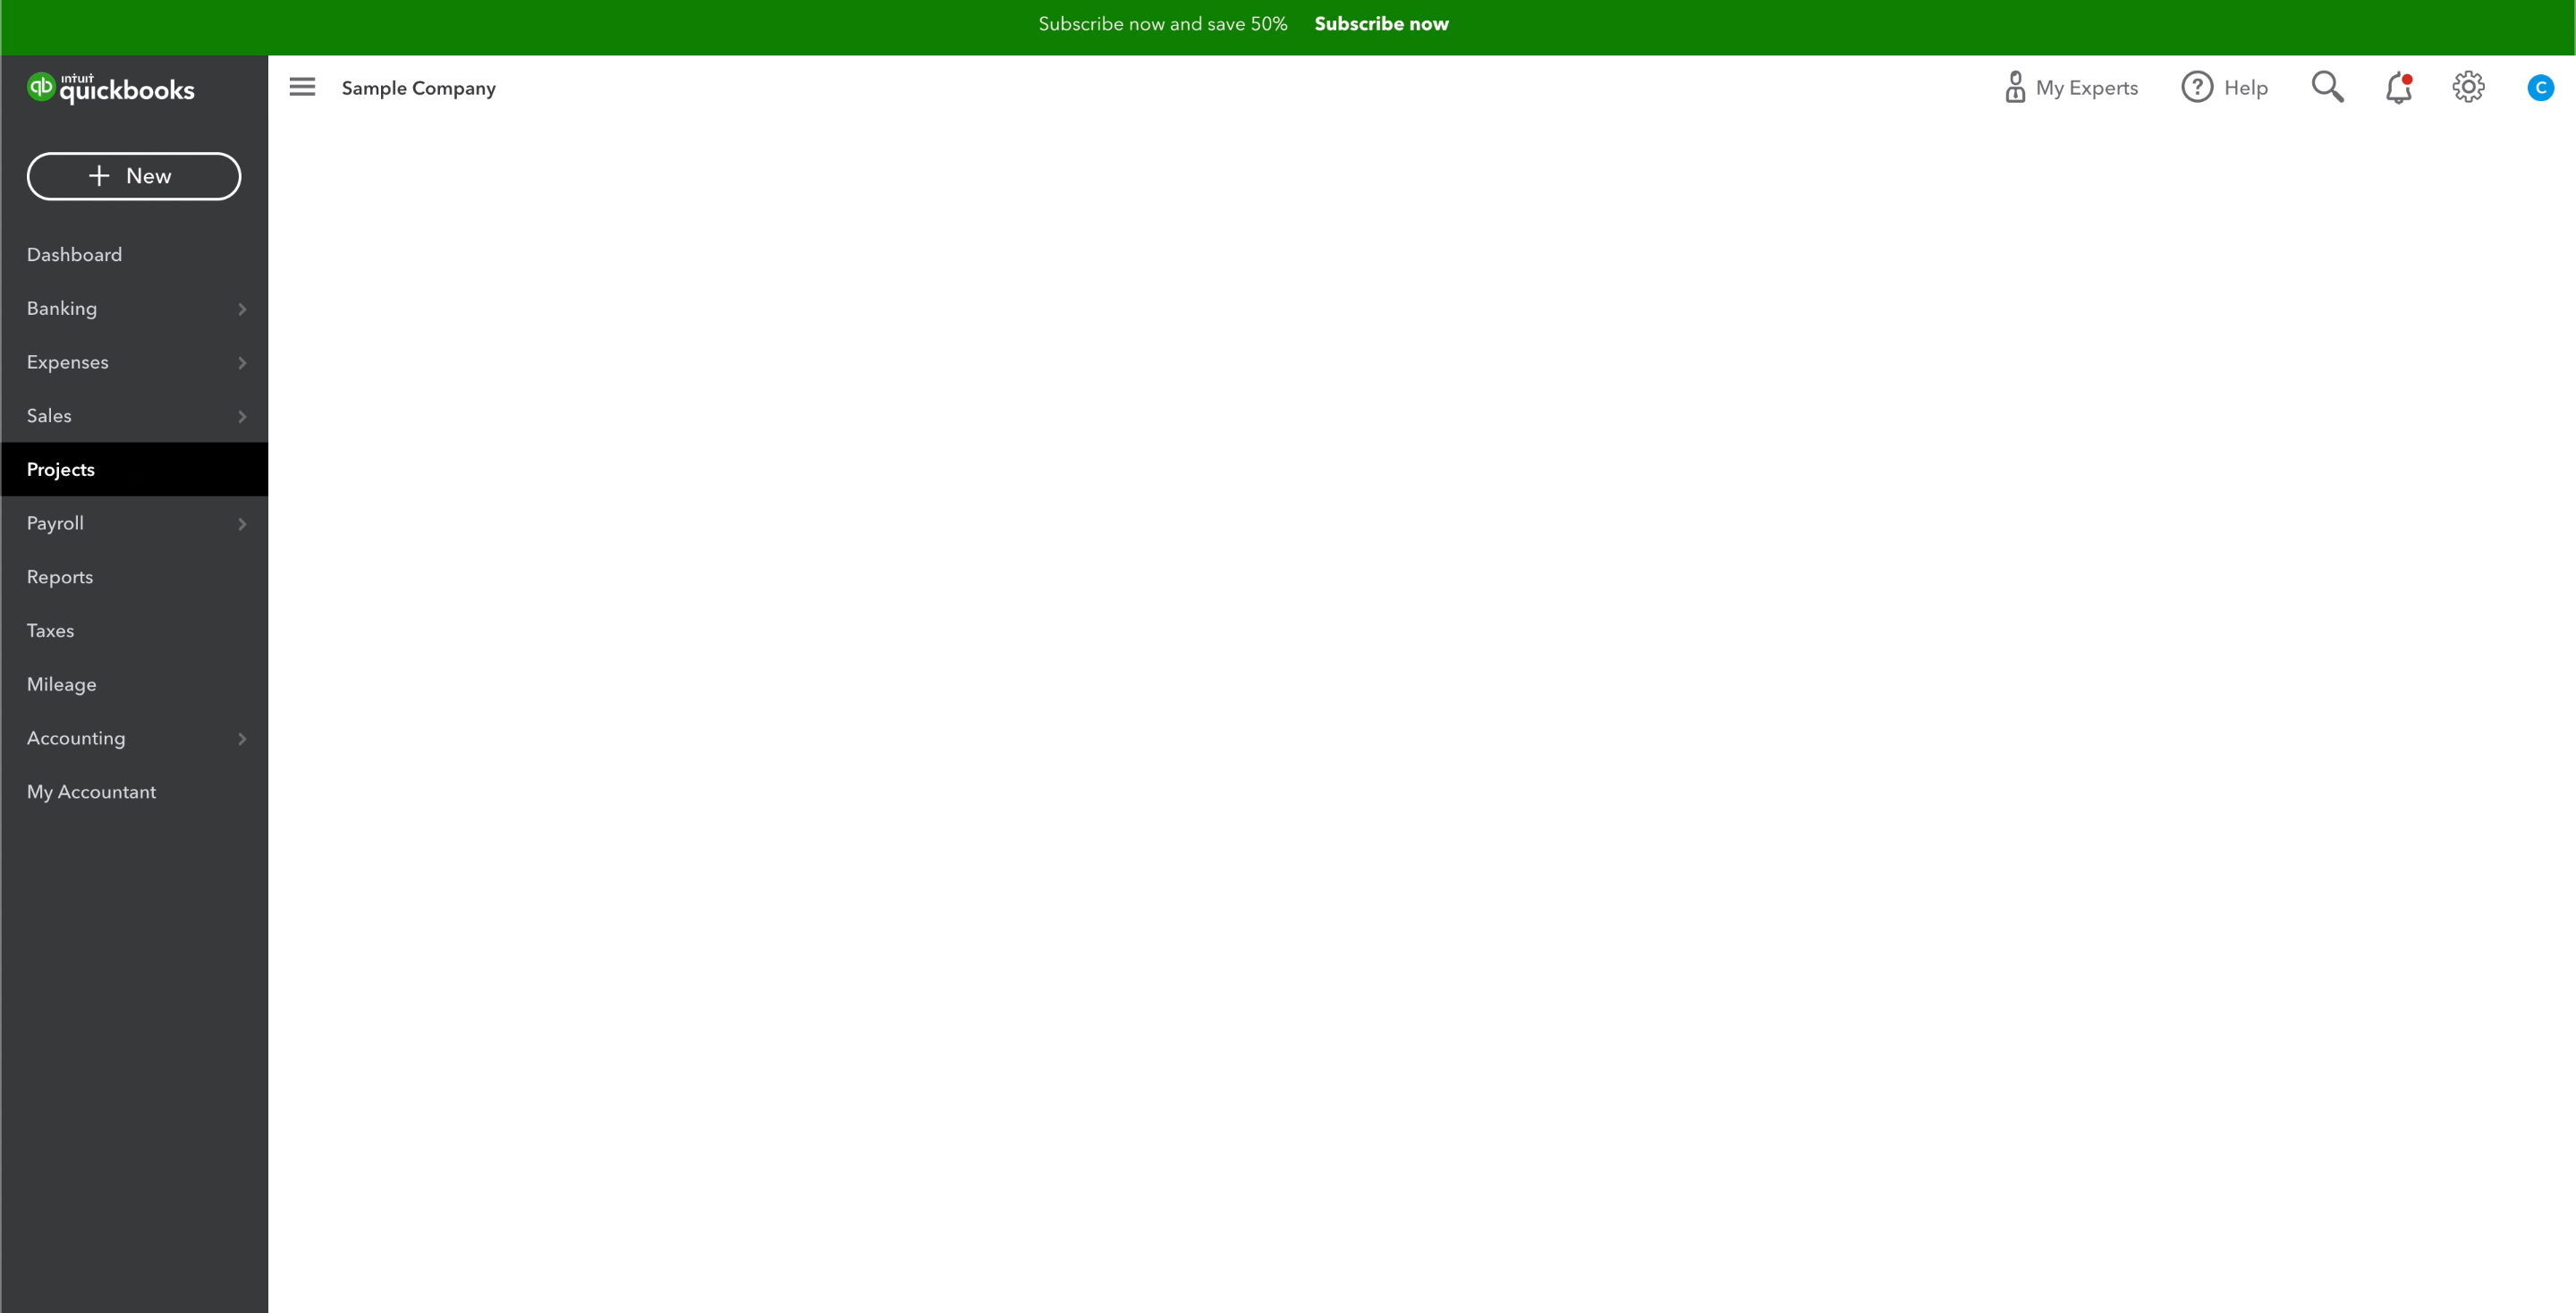 Subscribe now and save 50% Subscribe now
qb intuit quickbooks
Sample Company
My Experts
? Help
C
+ New
Dashboard
Banking
Expenses
Sales
Projects
Payroll
Reports
Taxes
Mileage
Accounting
My Accountant